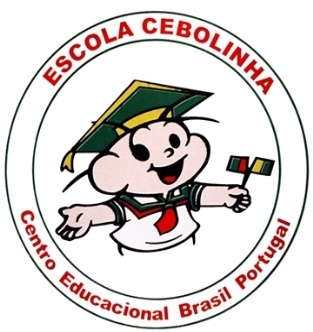 ESCOLA CEBOLINHA
Centro Educacional Brasil Portugal